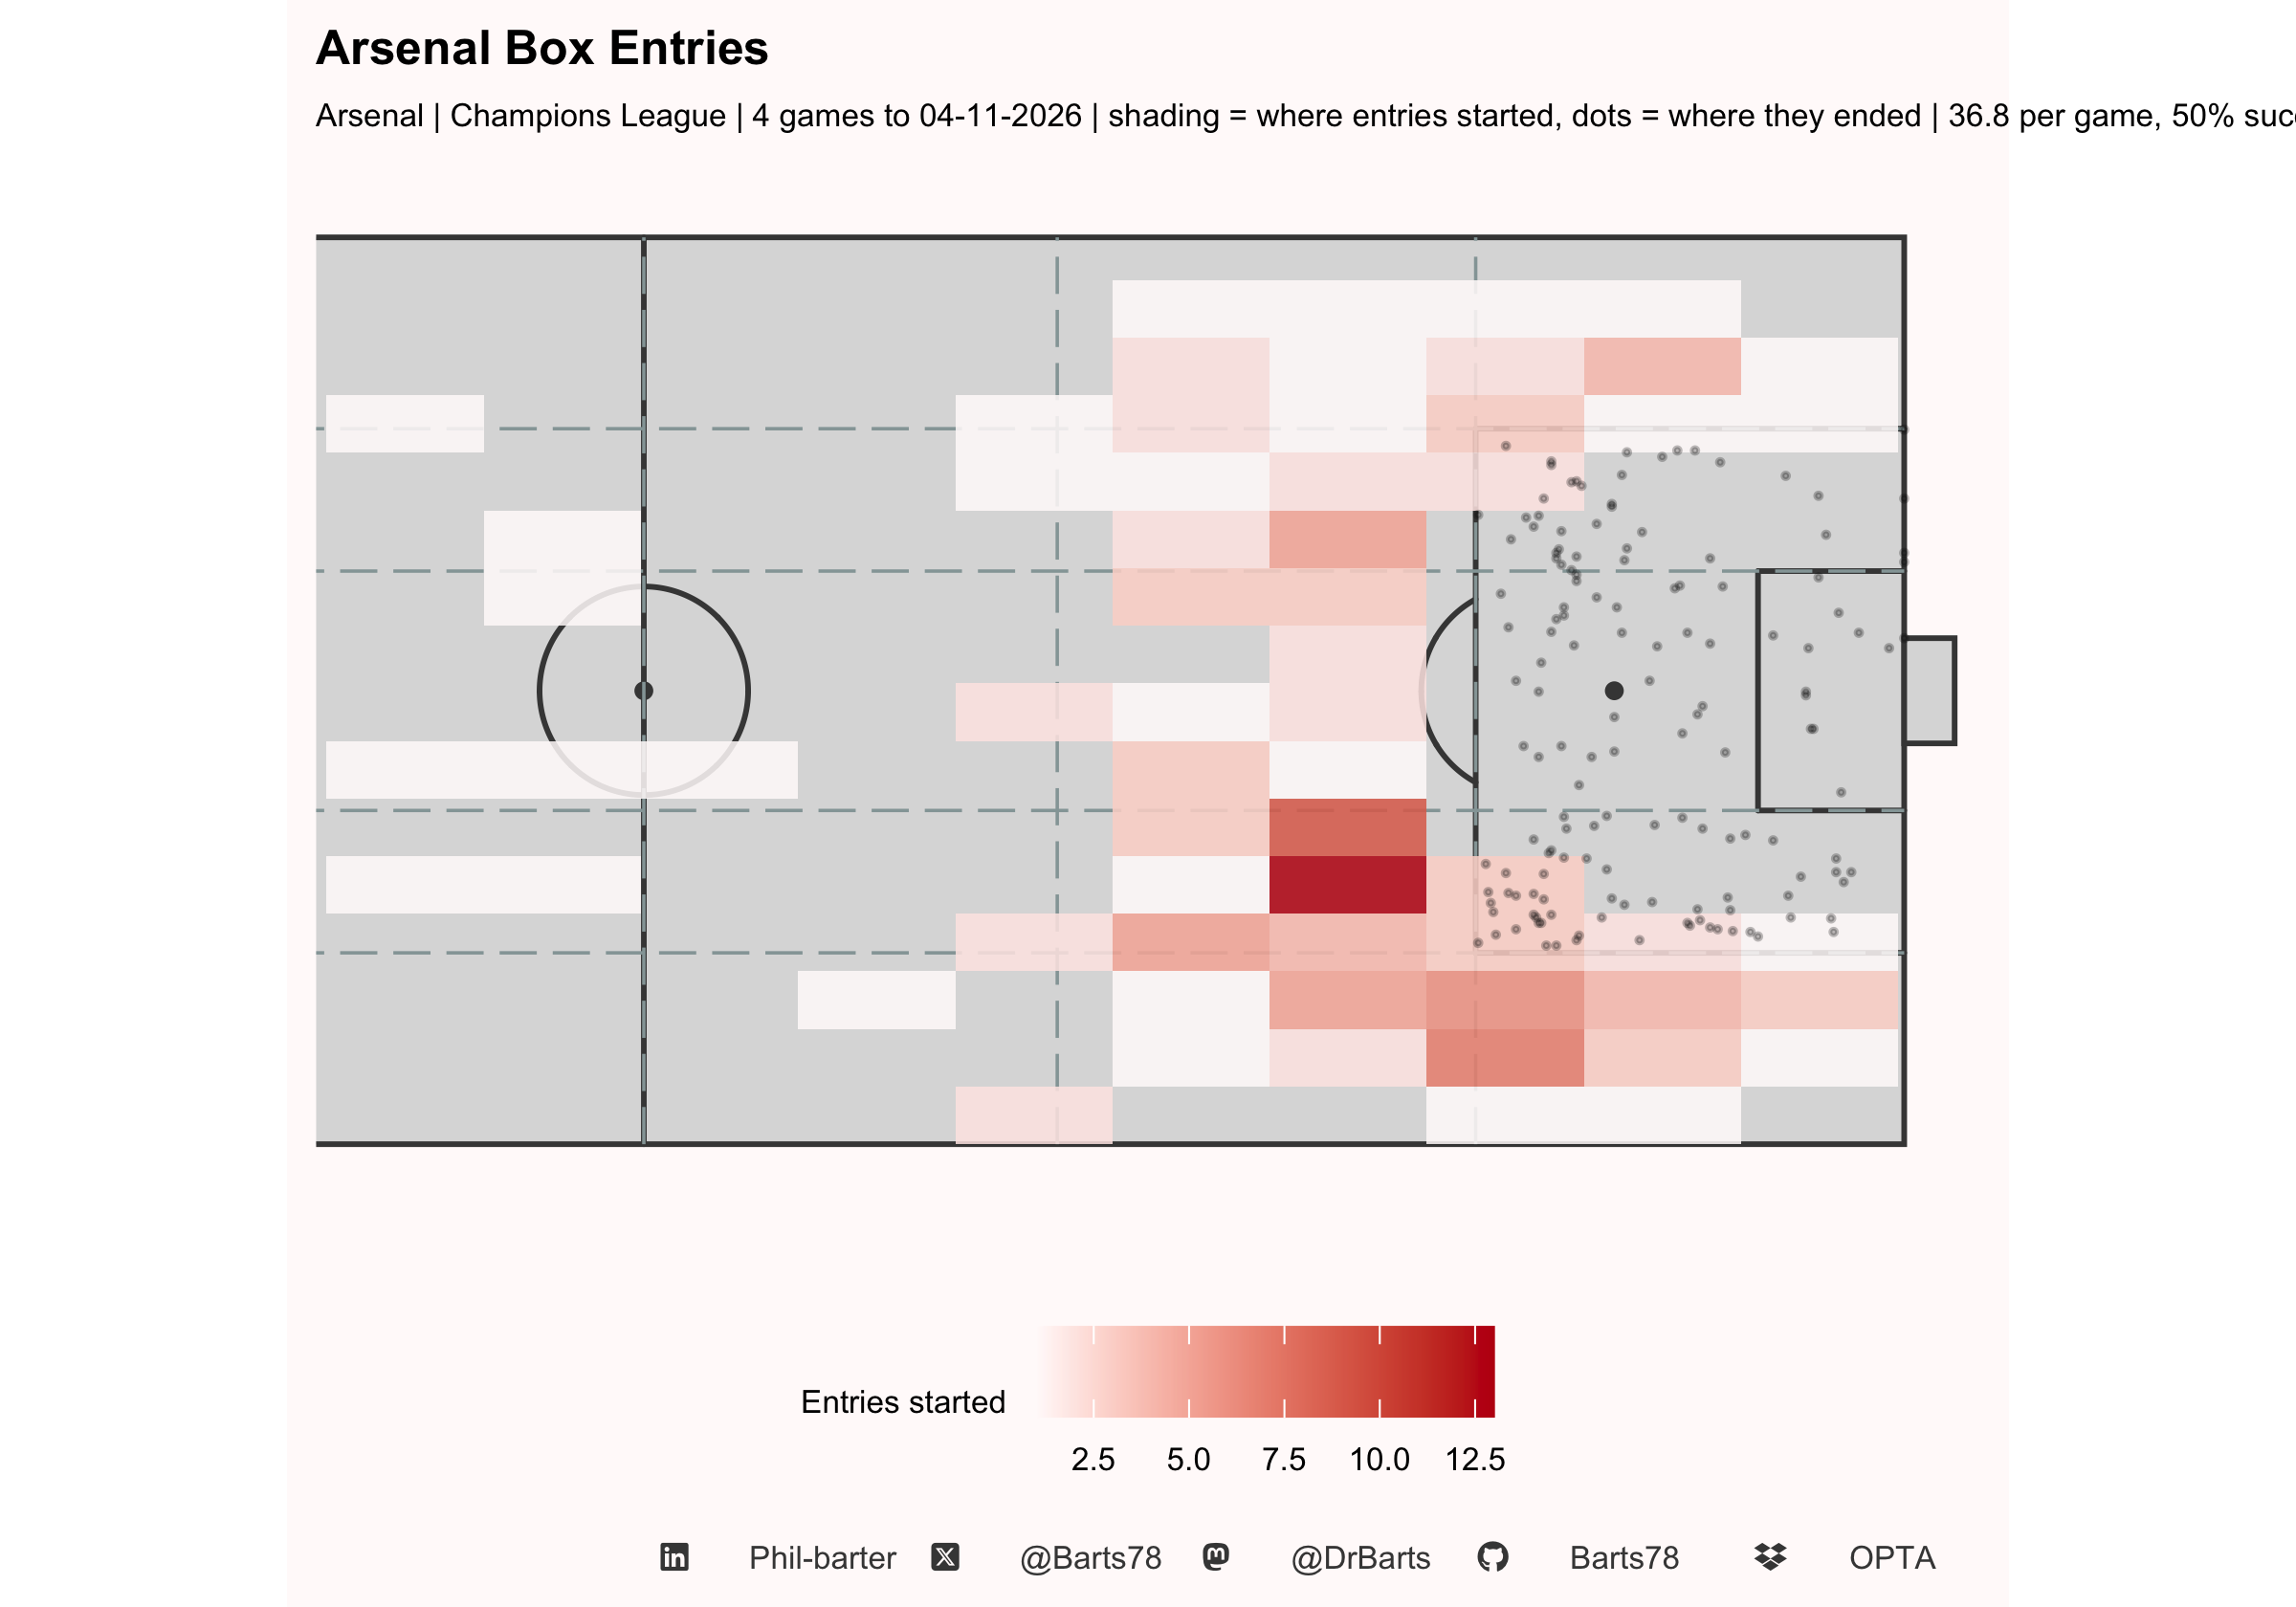 Arsenal Box Entries
Arsenal | Champions League | 4 games to 04-11-2026 | shading = where entries started, dots = where they ended | 36.8 per game, 50%
Entries started
2.5 5.0 7.5 10.0 12.5
Phil-barter @Barts78 @DrBarts Barts78 OPTA